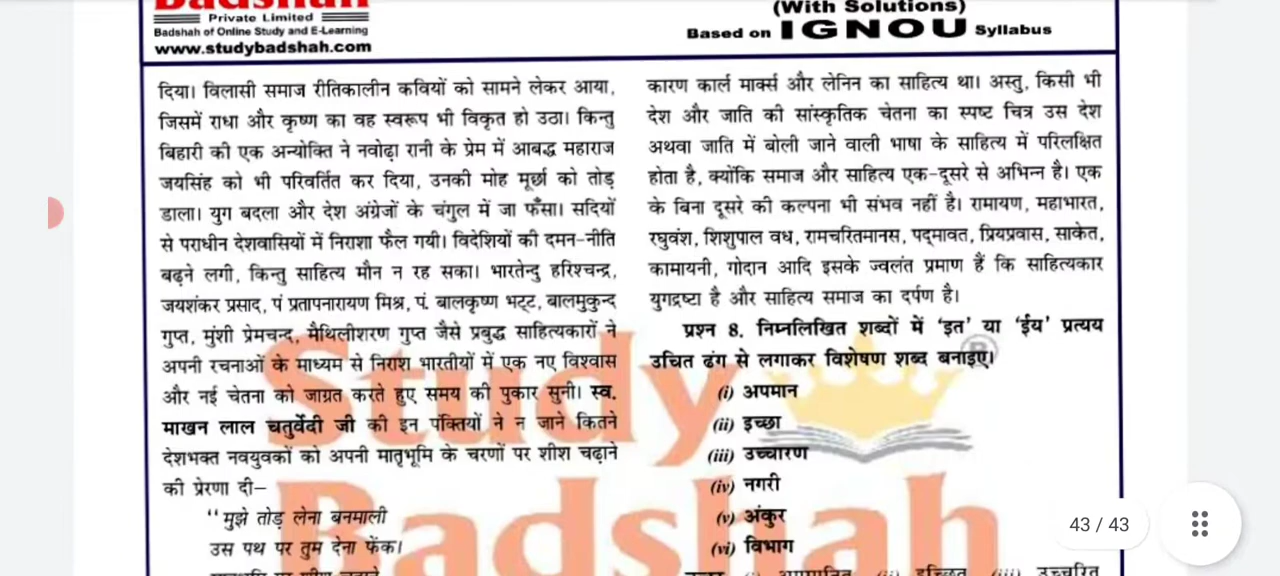 Badshah
Private Limited
Badshah of Online Study and E-Learning
www.studybadshah.com
(With Solutions)
Based on IGNOU Syllabus
दिया। विलासी समाज रीतिकालीन कवियों को सामने लेकर आया,
जिसमें राधा और कृष्ण का वह स्वरूप भी विकृत हो उठा। किन्तु
बिहारी की एक अन्योक्ति ने नवोढ़ा रानी के प्रेम में आबद्ध महाराज
जयसिंह को भी परिवर्तित कर दिया, उनकी मोह मूर्छा को तोड़
डाला। युग बदला और देश अंग्रेजों के चंगुल में जा फँसा। सदियों
से पराधीन देशवासियों में निराशा फैल गयी। विदेशियों की दमन-नीति
बढ़ने लगी, किन्तु साहित्य मौन न रह सका। भारतेन्दु हरिश्चन्द्र,
जयशंकर प्रसाद, पं प्रतापनारायण मिश्र, पं. बालकृष्ण भट्ट, बालमुकुन्द
गुप्त, मुंशी प्रेमचन्द, मैथिलीशरण गुप्त जैसे प्रबुद्ध साहित्यकारों ने
अपनी रचनाओं के माध्यम से निराश भारतीयों में एक नए विश्वास
और नई चेतना को जाग्रत करते हुए समय की पुकार सुनी। स्व.
माखन लाल चतुर्वेदी जी की इन पंक्तियों ने न जाने कितने
देशभक्त नवयुवकों को अपनी मातृभूमि के चरणों पर शीश चढ़ाने
की प्रेरणा दी–
"मुझे तोड़ लेना बनमाली
उस पथ पर तुम देना फेंक।
कारण कार्ल मार्क्स और लेनिन का साहित्य था। अस्तु, किसी भी
देश और जाति की सांस्कृतिक चेतना का स्पष्ट चित्र उस देश
अथवा जाति में बोली जाने वाली भाषा के साहित्य में परिलक्षित
होता है, क्योंकि समाज और साहित्य एक-दूसरे से अभिन्न है। एक
के बिना दूसरे की कल्पना भी संभव नहीं है। रामायण, महाभारत,
रघुवंश, शिशुपाल वध, रामचरितमानस, पद्मावत, प्रियप्रवास, साकेत,
कामायनी, गोदान आदि इसके ज्वलंत प्रमाण हैं कि साहित्यकार
युगद्रष्टा है और साहित्य समाज का दर्पण है।
प्रश्न 8. निम्नलिखित शब्दों में 'इत' या 'ईय' प्रत्यय
उचित ढंग से लगाकर विशेषण शब्द बनाइए।
(i) अपमान
(ii) इच्छा
(iii) उच्चारण
(iv) नगरी
(v) अंकुर
(vi) विभाग
Study
Badshah
®
43 / 43